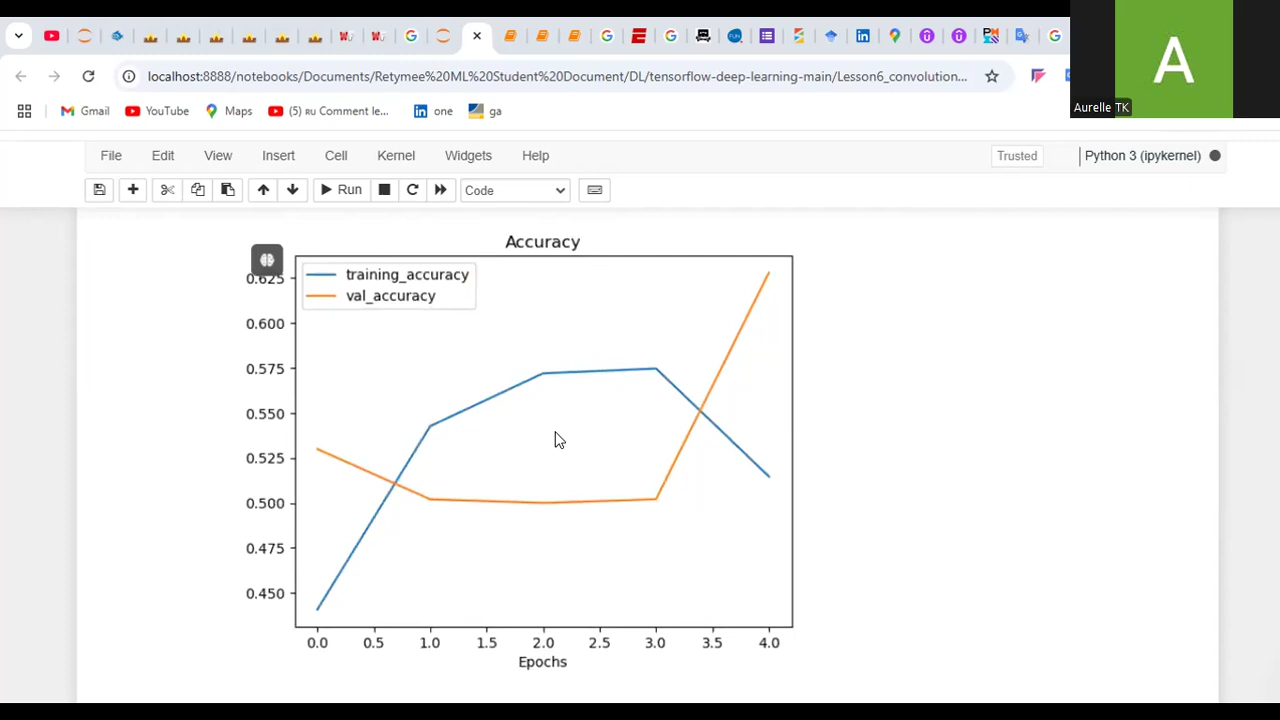 A
Aurelle TK
localhost:8888/notebooks/Documents/Retymee%20ML%20Student%20Document/DL/tensorflow-deep-learning-main/Lesson6_convolution...
Gmail
YouTube
Maps
(5) ʀᴜ Comment le...
one
ga
File
Edit
View
Insert
Cell
Kernel
Widgets
Help
Trusted
Python 3 (ipykernel)
Run
Code
Accuracy
training_accuracy
val_accuracy
0.625
0.600
0.575
0.550
0.525
0.500
0.475
0.450
0.0 0.5 1.0 1.5 2.0 2.5 3.0 3.5 4.0
Epochs